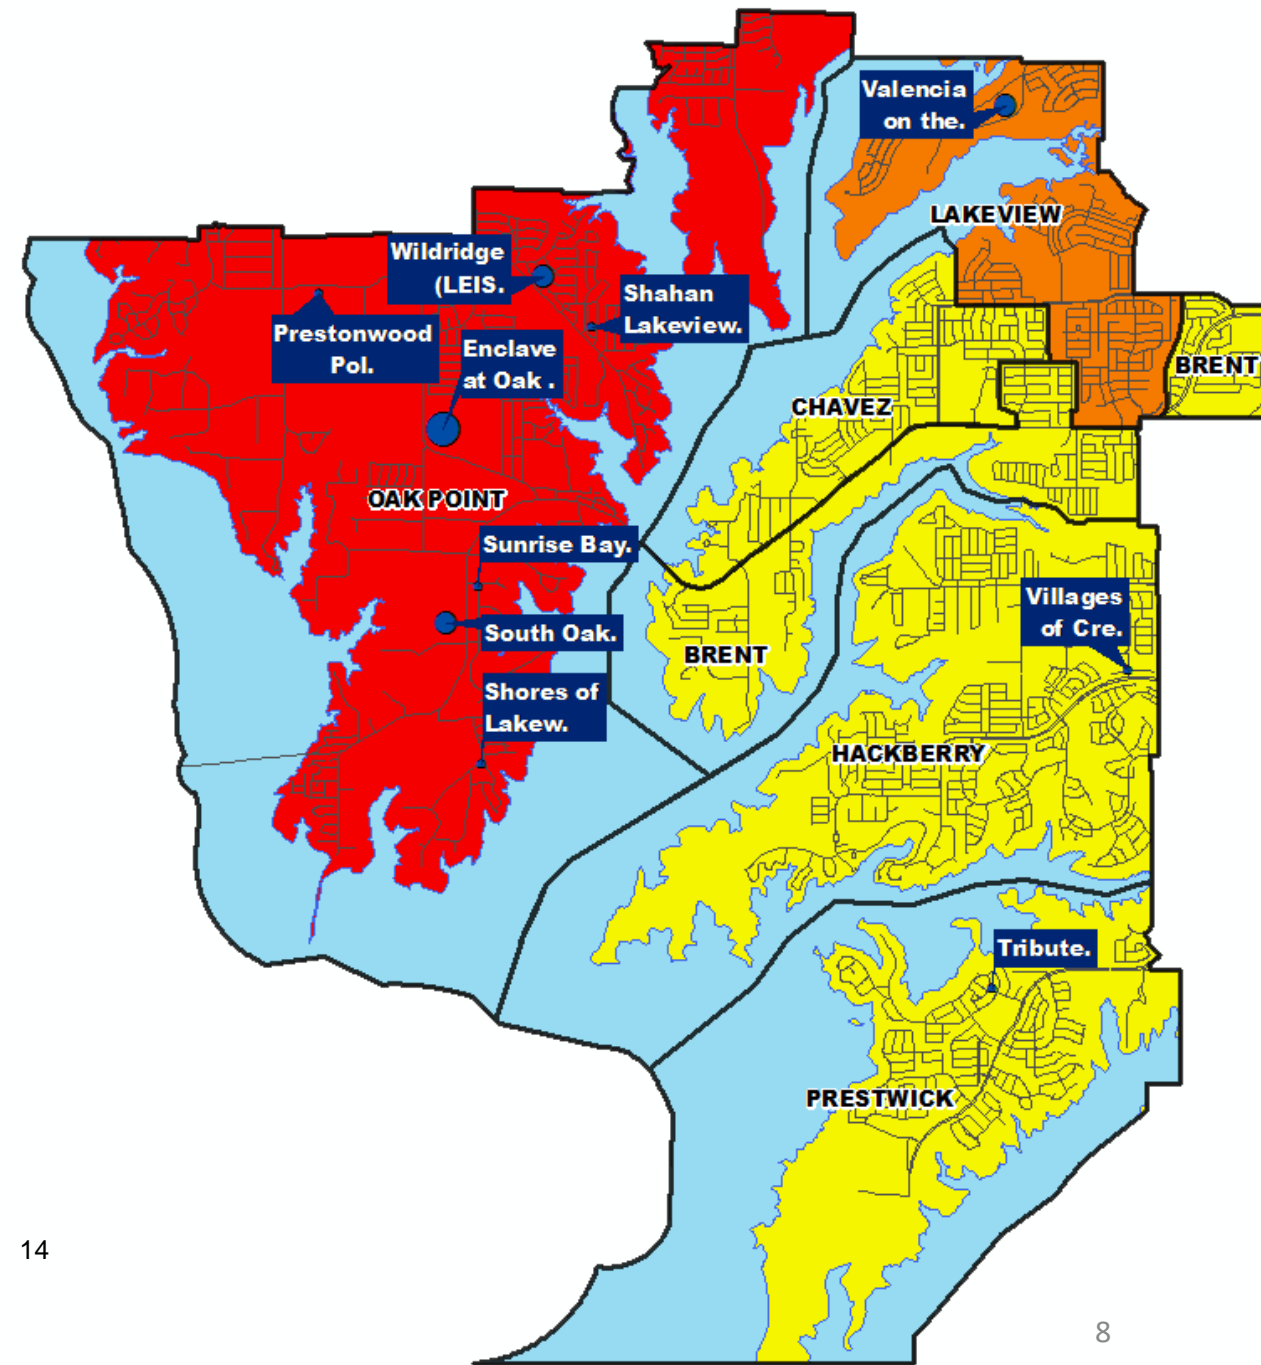 Valencia
on the.
LAKEVIEW
Wildridge
(LEIS.
Shahan
Lakeview.
Prestonwood
Pol.
Enclave
at Oak .
BRENT
CHAVEZ
OAK POINT
Sunrise Bay.
Villages
of Cre.
South Oak.
BRENT
Shores of
Lakew.
HACKBERRY
Tribute.
PRESTWICK
14
8